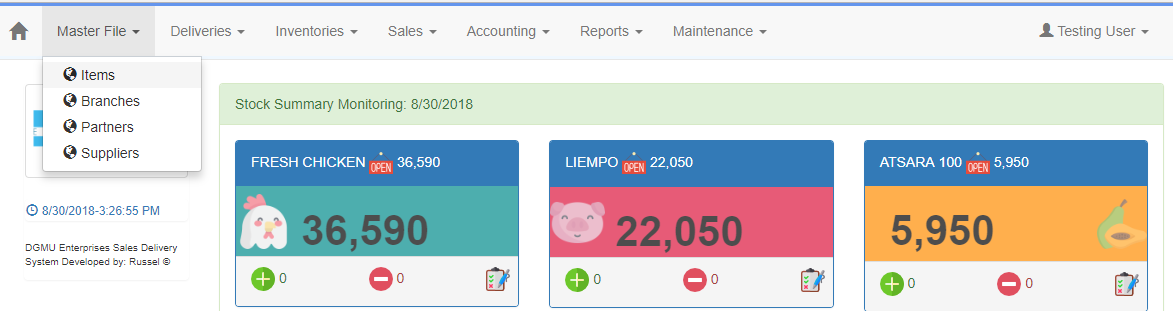 Master File Deliveries Inventories Sales Accounting Reports Maintenance Testing User
Items
Branches
Partners
Suppliers
8/30/2018-3:26:55 PM
DGMU Enterprises Sales Delivery
System Developed by: Russel ©
Stock Summary Monitoring: 8/30/2018
FRESH CHICKEN OPEN 36,590
36,590
0 0
LIEMPO OPEN 22,050
22,050
0 0
ATSARA 100 OPEN 5,950
5,950
0 0